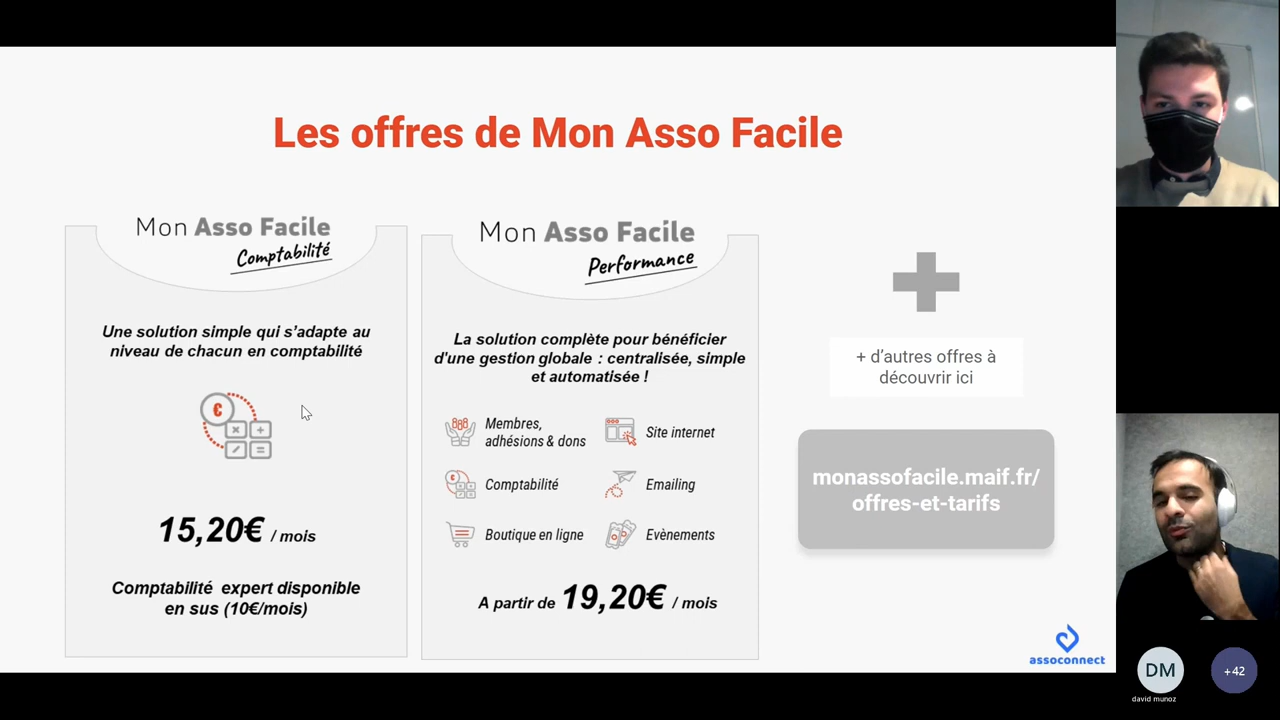 Les offres de Mon Asso Facile
Mon Asso Facile
Comptabilité
Une solution simple qui s'adapte au
niveau de chacun en comptabilité
€
15,20€ / mois
Comptabilité expert disponible
en sus (10€/mois)
Mon Asso Facile
Performance
La solution complète pour bénéficier
d'une gestion globale : centralisée, simple
et automatisée !
Membres,
adhésions & dons
Site internet
Comptabilité
Emailing
Boutique en ligne
Evènements
A partir de 19,20€ / mois
+ d'autres offres à
découvrir ici
monassofacile.maif.fr/
offres-et-tarifs
assoconnect
DM
david munoz
+42